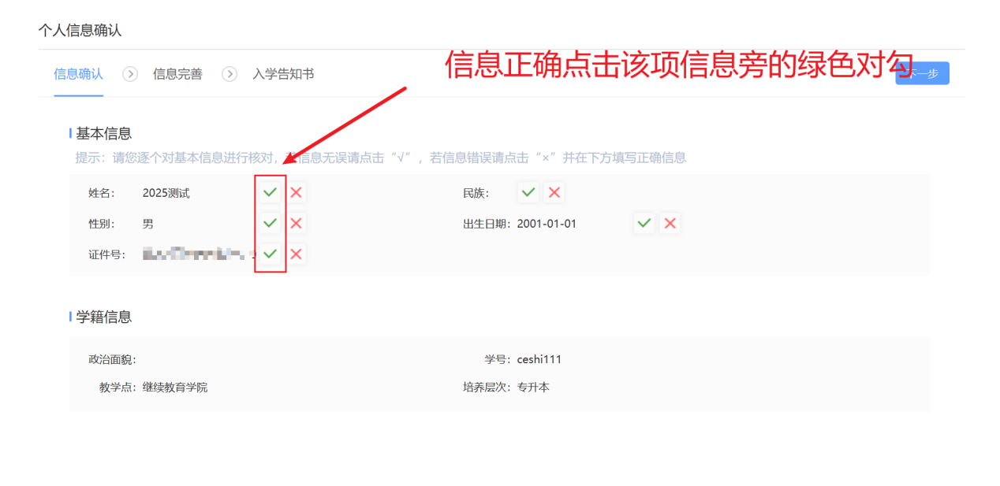 个人信息确认
信息正确点击该项信息旁的绿色对勾
信息确认 信息完善 入学告知书 下一步
基本信息
提示：请您逐个对基本信息进行核对，若信息无误请点击“√”，若信息错误请点击“×”并在下方填写正确信息
姓名： 2025测试 民族：
性别： 男 出生日期： 2001-01-01
证件号：
学籍信息
政治面貌： 学号： ceshi111
教学点： 继续教育学院 培养层次： 专升本